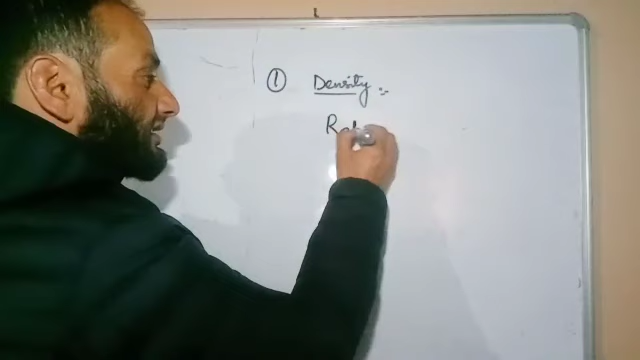 ① Density :-
Rat